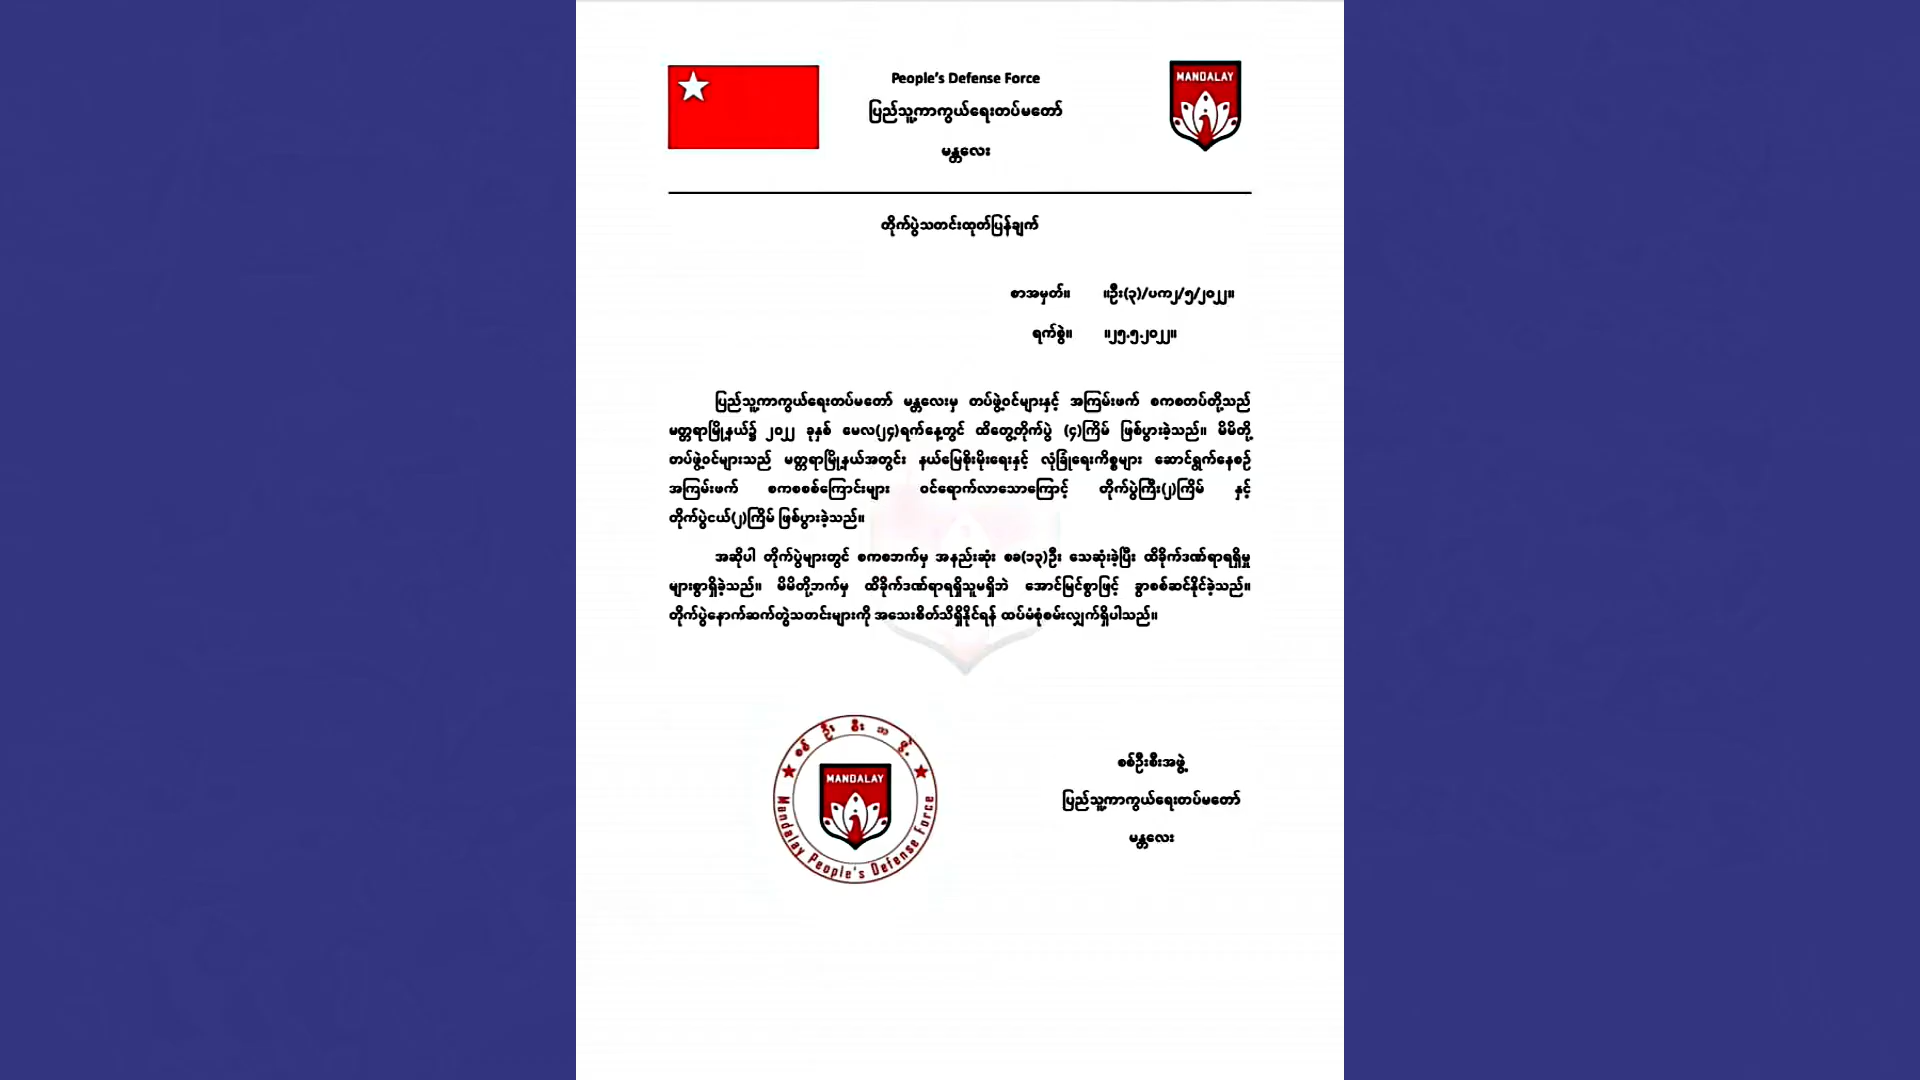 People's Defense Force
MANDALAY
ပြည်သူ့ကာကွယ်ရေးတပ်မတော်
မန္တလေး
တိုက်ပွဲသတင်းထုတ်ပြန်ချက်
စာအမှတ်။ ။ဦး(၃)/ပက၂/၅/၂၀၂၂။
ရက်စွဲ။ ။၂၅.၅.၂၀၂၂။
ပြည်သူ့ကာကွယ်ရေးတပ်မတော် မန္တလေးမှ တပ်ဖွဲ့ဝင်များနှင့် အကြမ်းဖက် စကစတပ်တို့သည်
မတ္တရာမြို့နယ်၌ ၂၀၂၂ ခုနှစ် မေလ(၂၄)ရက်နေ့တွင် ထိတွေ့တိုက်ပွဲ (၄)ကြိမ် ဖြစ်ပွားခဲ့သည်။ မိမိတို့
တပ်ဖွဲ့ဝင်များသည် မတ္တရာမြို့နယ်အတွင်း နယ်မြေစိုးမိုးရေးနှင့် လုံခြုံရေးကိစ္စများ ဆောင်ရွက်နေစဉ်
အကြမ်းဖက် စကစစစ်ကြောင်းများ ဝင်ရောက်လာသောကြောင့် တိုက်ပွဲကြီး(၂)ကြိမ် နှင့်
တိုက်ပွဲငယ်(၂)ကြိမ် ဖြစ်ပွားခဲ့သည်။
အဆိုပါ တိုက်ပွဲများတွင် စကစဘက်မှ အနည်းဆုံး စခ(၁၃)ဦး သေဆုံးခဲ့ပြီး ထိခိုက်ဒဏ်ရာရရှိမှု
များစွာရှိခဲ့သည်။ မိမိတို့ဘက်မှ ထိခိုက်ဒဏ်ရာရရှိသူမရှိဘဲ အောင်မြင်စွာဖြင့် ခွာစစ်ဆင်နိုင်ခဲ့သည်။
တိုက်ပွဲနောက်ဆက်တွဲသတင်းများကို အသေးစိတ်သိရှိနိုင်ရန် ထပ်မံစုံစမ်းလျှက်ရှိပါသည်။
စစ် ဦး စီး အ ဖွဲ့
MANDALAY
Mandalay People's Defense Force
စစ်ဦးစီးအဖွဲ့
ပြည်သူ့ကာကွယ်ရေးတပ်မတော်
မန္တလေး